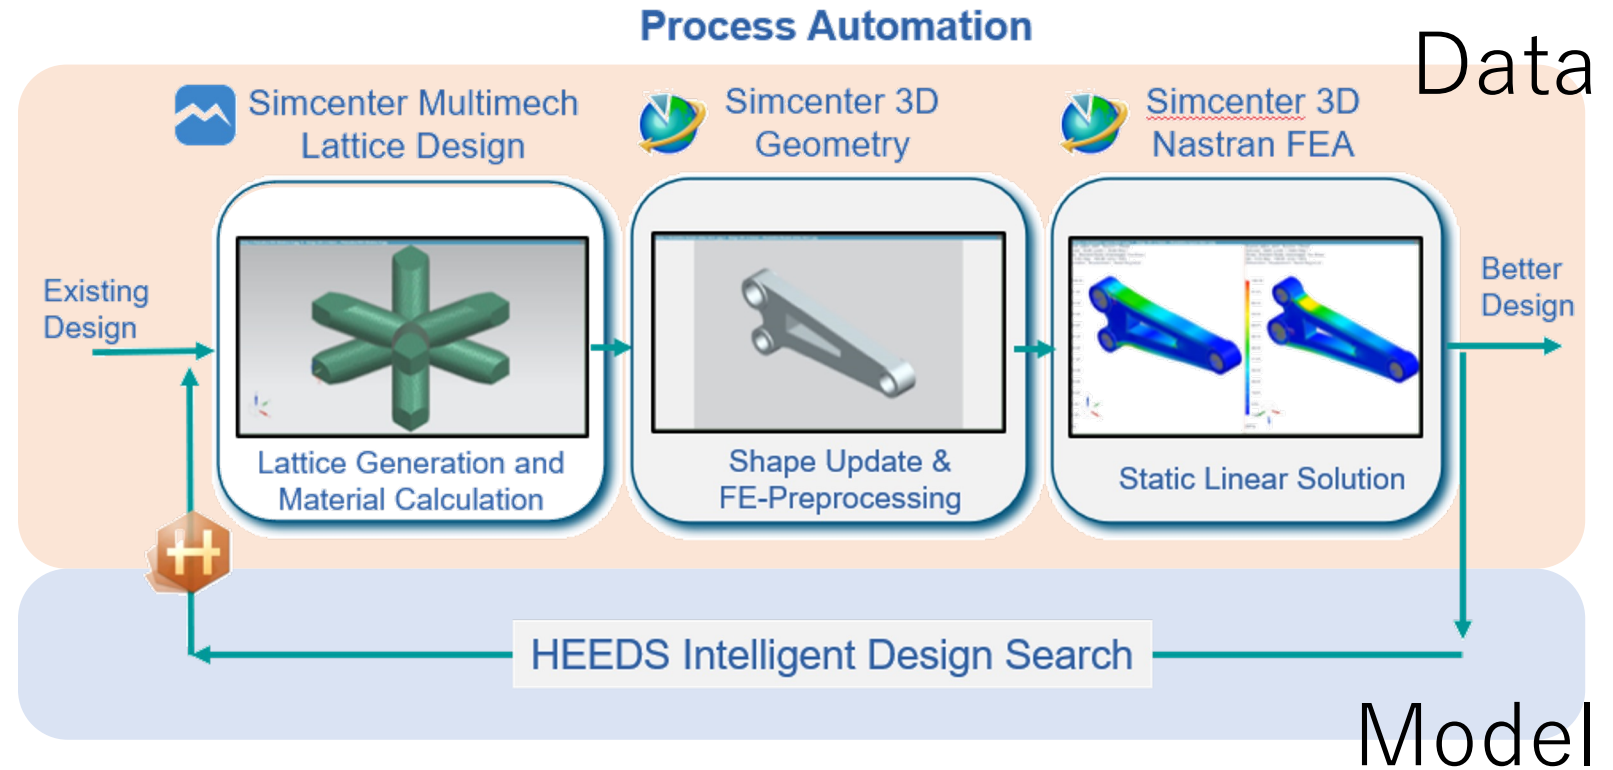 Process Automation
Data
Simcenter Multimech
Lattice Design
Simcenter 3D
Geometry
Simcenter 3D
Nastran FEA
Existing
Design
Better
Design
Lattice Generation and
Material Calculation
Shape Update &
FE-Preprocessing
Static Linear Solution
HEEDS Intelligent Design Search
Model